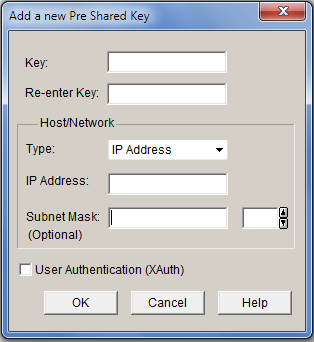 Add a new Pre Shared Key
Key:
Re-enter Key:
Host/Network
Type: IP Address
IP Address:
Subnet Mask:
(Optional)
User Authentication (XAuth)
OK Cancel Help